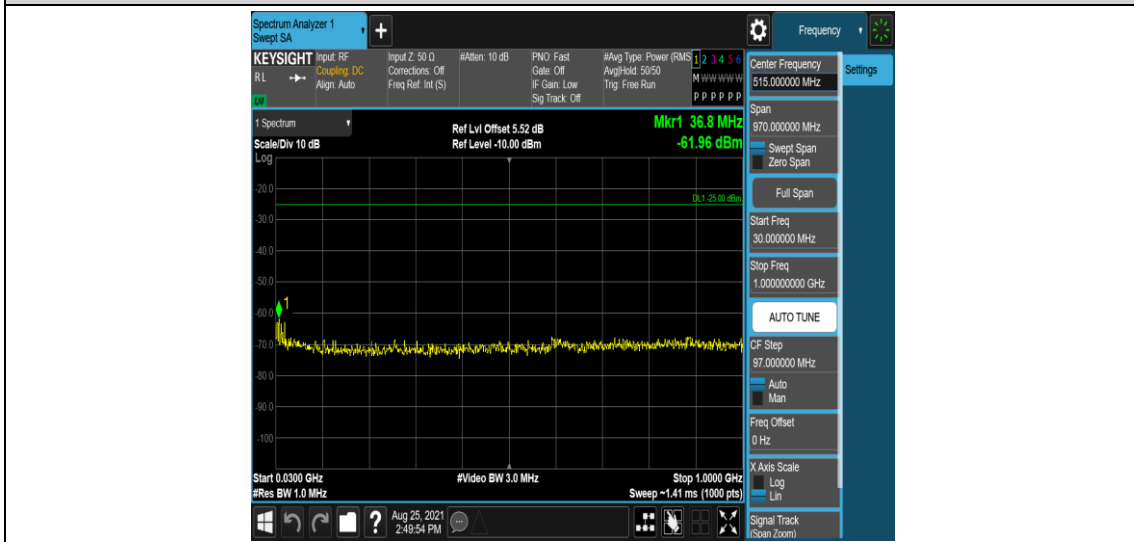 Spectrum Analyzer 1
Swept SA
Frequency
KEYSIGHT
Input: RF
Coupling: DC
Align: Auto
RL
LXI
Input Z: 50 Ω
Corrections: Off
Freq Ref: Int (S)
#Atten: 10 dB
PNO: Fast
Gate: Off
IF Gain: Low
Sig Track: Off
#Avg Type: Power (RMS
Avg|Hold: 50/50
Trig: Free Run
1 2 3 4 5 6
M W W W W W
P P P P P P
1 Spectrum
Scale/Div 10 dB
Log
Ref Lvl Offset 5.52 dB
Ref Level -10.00 dBm
Mkr1 36.8 MHz
-61.96 dBm
DL1 -25.00 dBm
-20.0
-30.0
-40.0
-50.0
-60.0
-70.0
-80.0
-90.0
-100
1
Start 0.0300 GHz
#Res BW 1.0 MHz
#Video BW 3.0 MHz
Stop 1.0000 GHz
Sweep ~1.41 ms (1000 pts)
Aug 25, 2021
2:49:54 PM
Center Frequency
515.000000 MHz
Settings
Span
970.000000 MHz
Swept Span
Zero Span
Full Span
Start Freq
30.000000 MHz
Stop Freq
1.000000000 GHz
AUTO TUNE
CF Step
97.000000 MHz
Auto
Man
Freq Offset
0 Hz
X Axis Scale
Log
Lin
Signal Track
(Span Zoom)